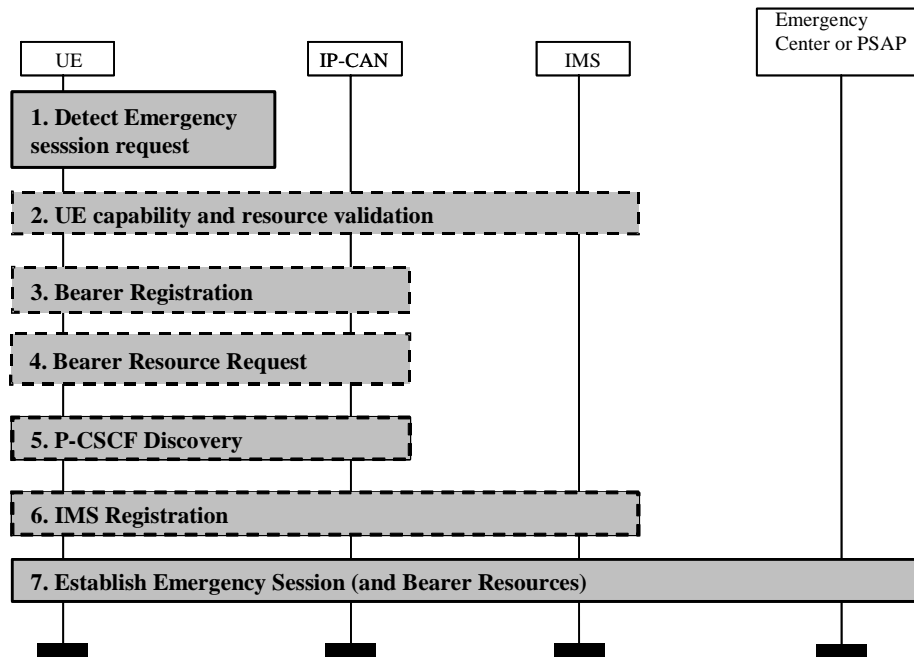 UE
IP-CAN
IMS
Emergency
Center or PSAP
1. Detect Emergency
sesssion request
2. UE capability and resource validation
3. Bearer Registration
4. Bearer Resource Request
5. P-CSCF Discovery
6. IMS Registration
7. Establish Emergency Session (and Bearer Resources)